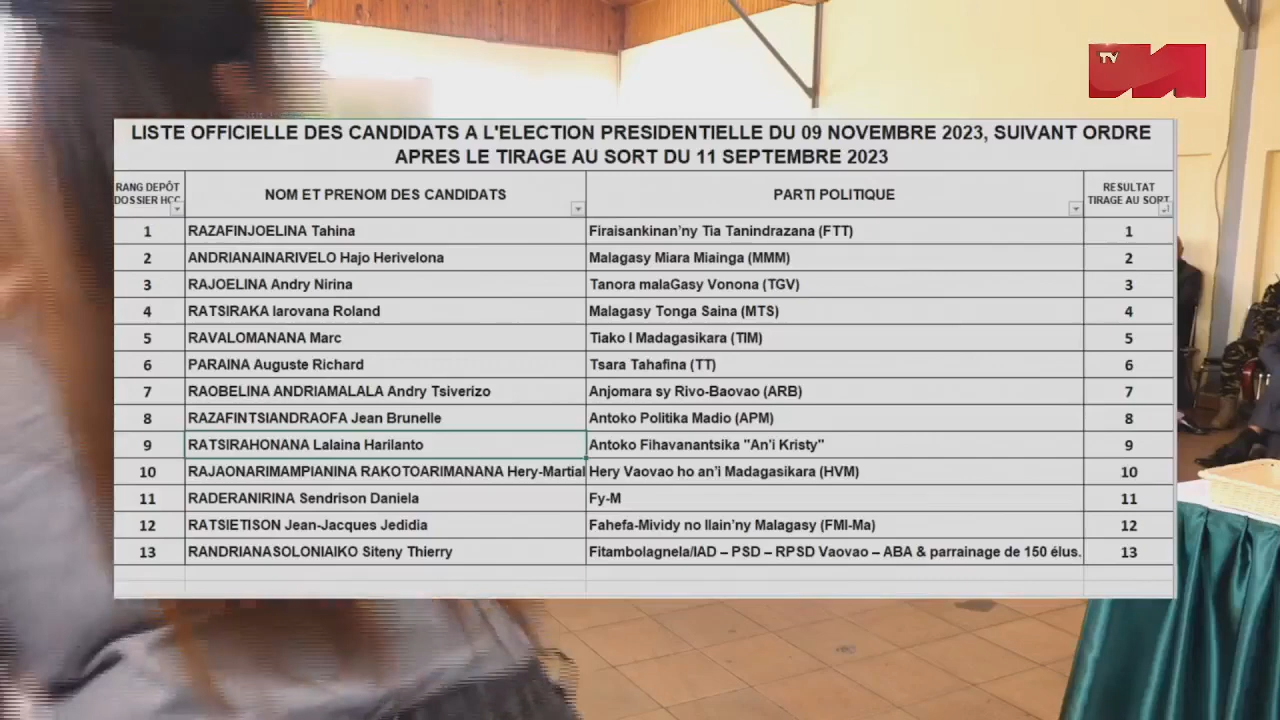 TV
LISTE OFFICIELLE DES CANDIDATS A L'ELECTION PRESIDENTIELLE DU 09 NOVEMBRE 2023, SUIVANT ORDRE
APRES LE TIRAGE AU SORT DU 11 SEPTEMBRE 2023
RANG DEPÔT DOSSIER HCC NOM ET PRENOM DES CANDIDATS PARTI POLITIQUE RESULTAT TIRAGE AU SORT
1 RAZAFINJOELINA Tahina Firaisankinan'ny Tia Tanindrazana (FTT) 1
2 ANDRIANAINARIVELO Hajo Herivelona Malagasy Miara Miainga (MMM) 2
3 RAJOELINA Andry Nirina Tanora malaGasy Vonona (TGV) 3
4 RATSIRAKA Iarovana Roland Malagasy Tonga Saina (MTS) 4
5 RAVALOMANANA Marc Tiako I Madagasikara (TIM) 5
6 PARAINA Auguste Richard Tsara Tahafina (TT) 6
7 RAOBELINA ANDRIAMALALA Andry Tsiverizo Anjomara sy Rivo-Baovao (ARB) 7
8 RAZAFINTSIANDRAOFA Jean Brunelle Antoko Politika Madio (APM) 8
9 RATSIRAHONANA Lalaina Harilanto Antoko Fihavanantsika "An'i Kristy" 9
10 RAJAONARIMAMPIANINA RAKOTOARIMANANA Hery-Martial Hery Vaovao ho an'i Madagasikara (HVM) 10
11 RADERANIRINA Sendrison Daniela Fy-M 11
12 RATSIETISON Jean-Jacques Jedidia Fahefa-Mividy no Ilain'ny Malagasy (FMI-Ma) 12
13 RANDRIANASOLONIAIKO Siteny Thierry Fitambolagnela/IAD – PSD – RPSD Vaovao – ABA & parrainage de 150 élus. 13